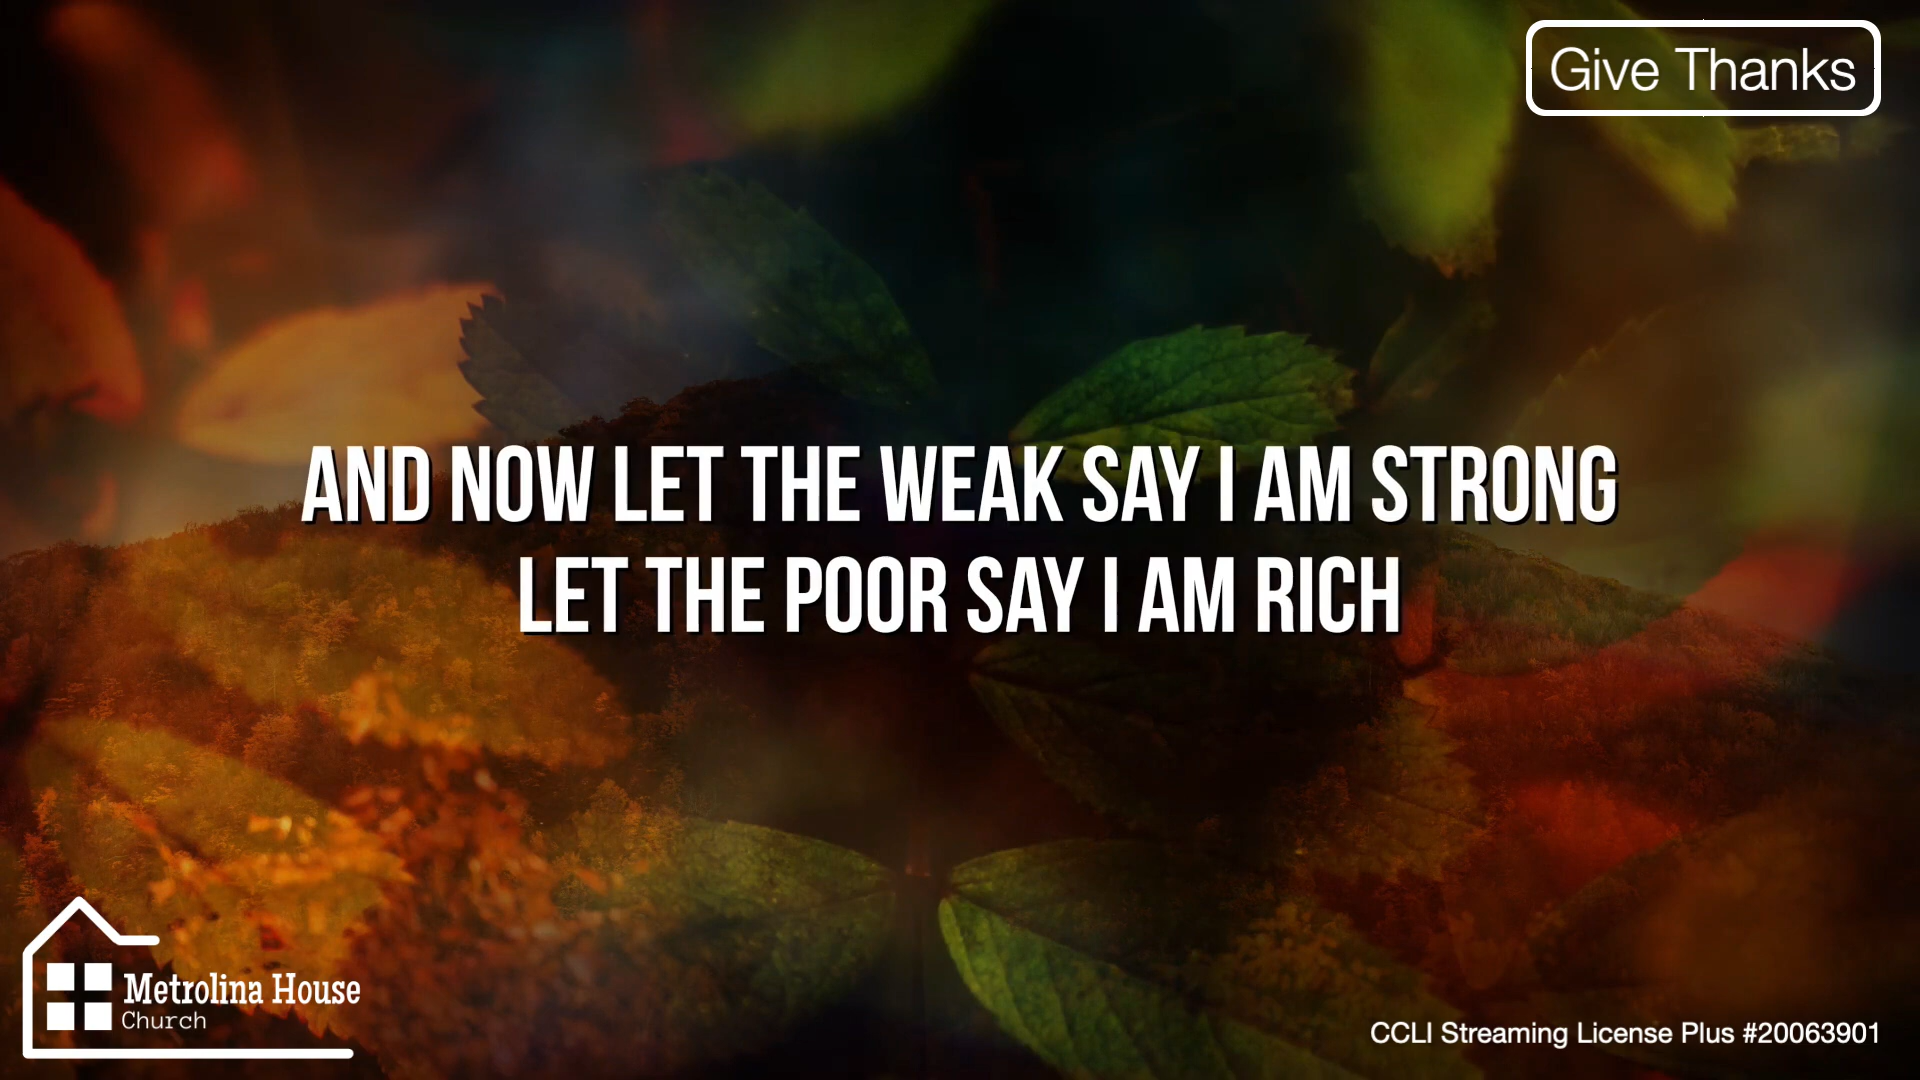 Give Thanks
AND NOW LET THE WEAK SAY I AM STRONG
LET THE POOR SAY I AM RICH
Metrolina House
Church
CCLI Streaming License Plus #20063901